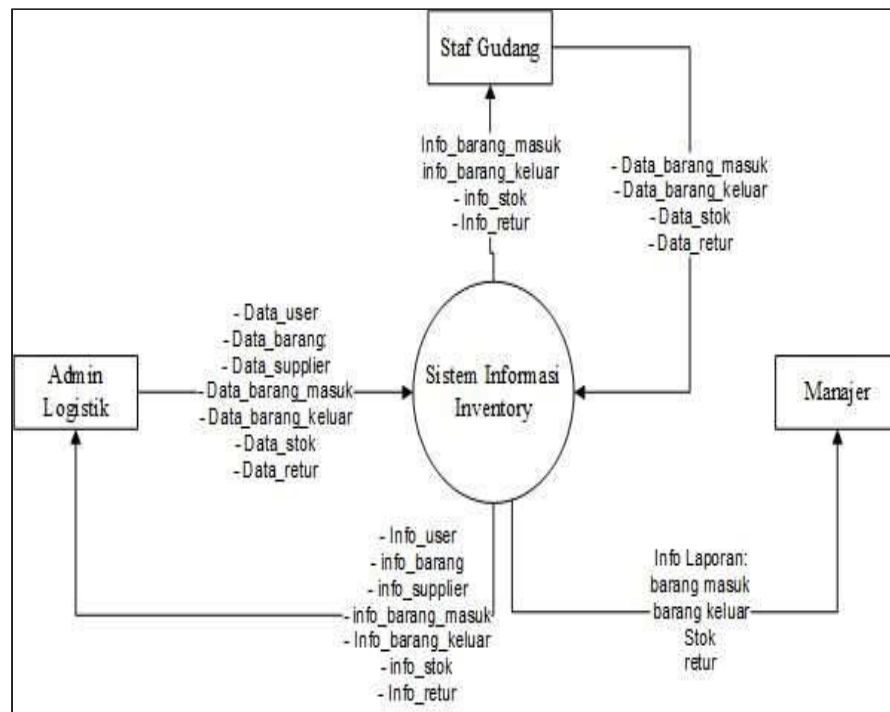 Staf Gudang
Info_barang_masuk
info_barang_keluar
- info_stok
- Info_retur
- Data_barang_masuk
- Data_barang_keluar
- Data_stok
- Data_retur
- Data_user
- Data_barang:
- Data_supplier
- Data_barang_masuk
- Data_barang_keluar
- Data_stok
- Data_retur
Admin
Logistik
Sistem Informasi
Inventory
Manajer
- Info_user
- info_barang
- info_supplier
- info_barang_masuk
- Info_barang_keluar
- info_stok
- Info_retur
Info Laporan:
barang masuk
barang keluar
Stok
retur